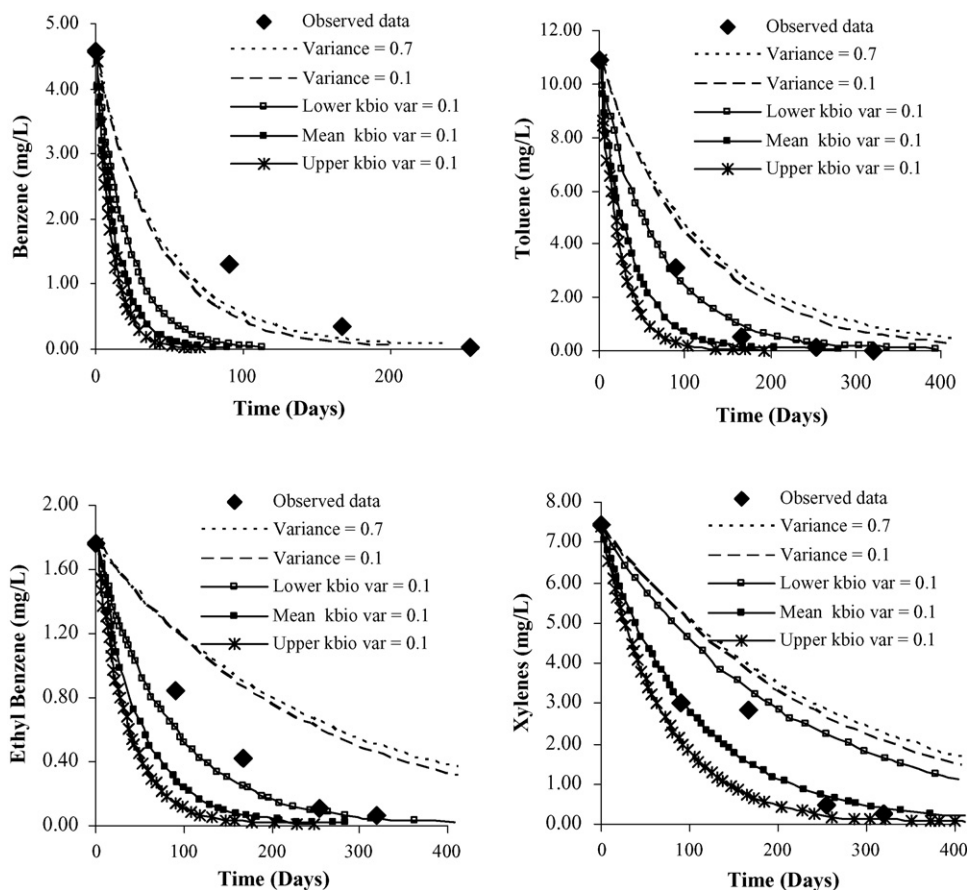 5.00
4.00
3.00
2.00
1.00
0.00
Benzene (mg/L)
Observed data
Variance = 0.7
Variance = 0.1
Lower kbio var = 0.1
Mean kbio var = 0.1
Upper kbio var = 0.1
0 100 200
Time (Days)
12.00
10.00
8.00
6.00
4.00
2.00
0.00
Toluene (mg/L)
Observed data
Variance = 0.7
Variance = 0.1
Lower kbio var = 0.1
Mean kbio var = 0.1
Upper kbio var = 0.1
0 100 200 300 400
Time (Days)
2.00
1.60
1.20
0.80
0.40
0.00
Ethyl Benzene (mg/L)
Observed data
Variance = 0.7
Variance = 0.1
Lower kbio var = 0.1
Mean kbio var = 0.1
Upper kbio var = 0.1
0 100 200 300 400
Time (Days)
8.00
7.00
6.00
5.00
4.00
3.00
2.00
1.00
0.00
Xylenes (mg/L)
Observed data
Variance = 0.7
Variance = 0.1
Lower kbio var = 0.1
Mean kbio var = 0.1
Upper kbio var = 0.1
0 100 200 300 400
Time (Days)